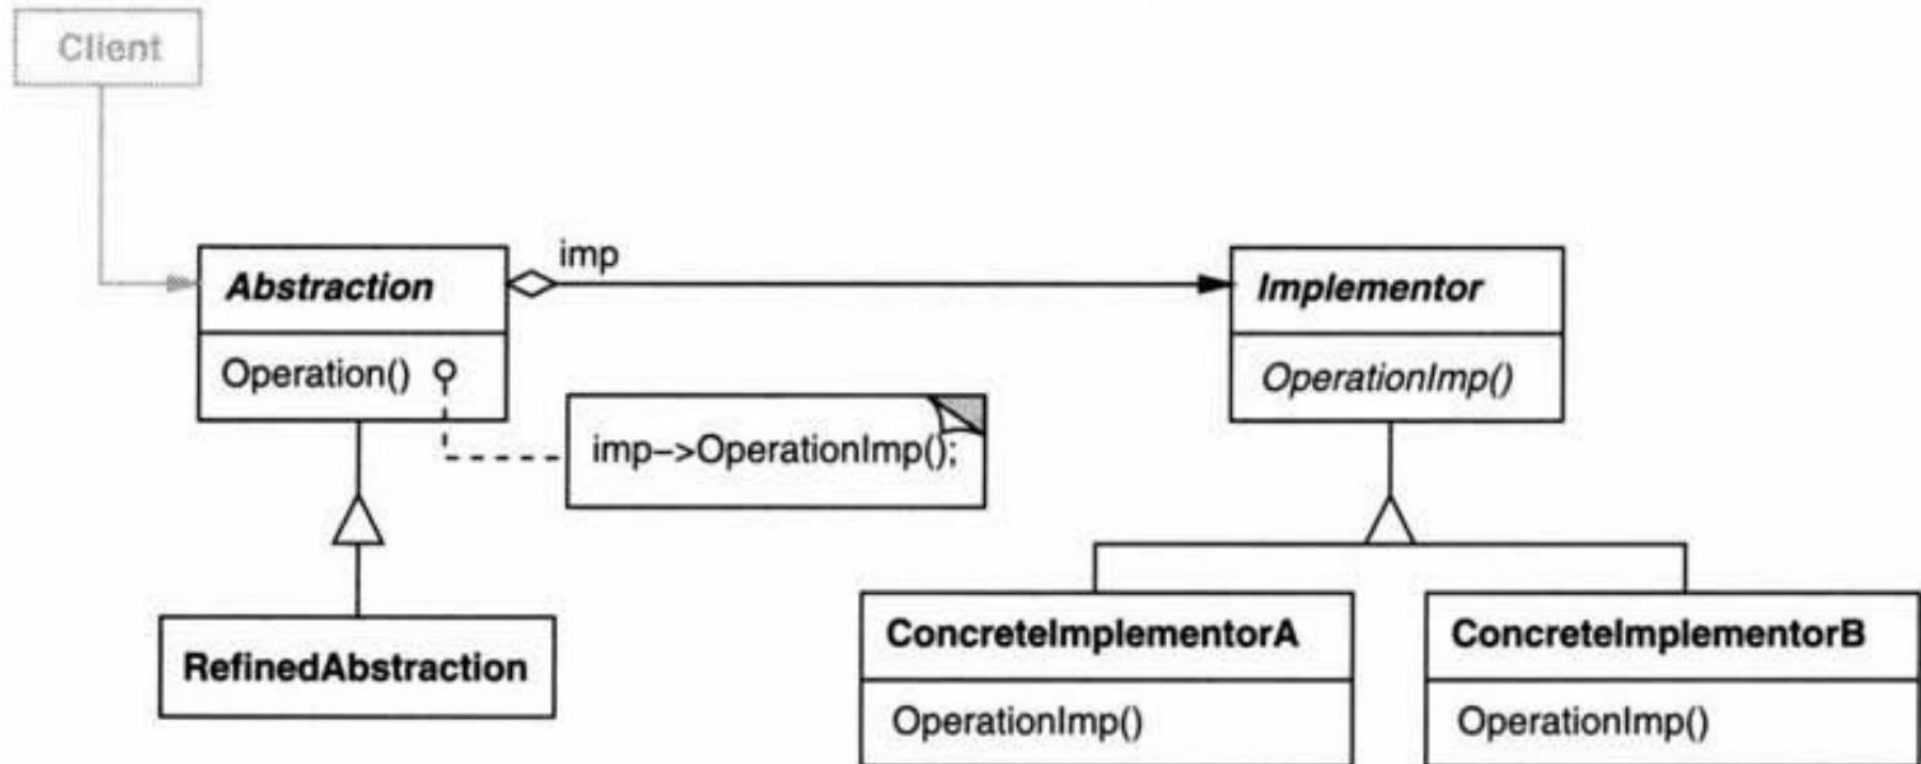 Client
imp
Abstraction
Implementor
Operation()
OperationImp()
imp–>OperationImp();
RefinedAbstraction
ConcreteImplementorA
ConcreteImplementorB
OperationImp()
OperationImp()